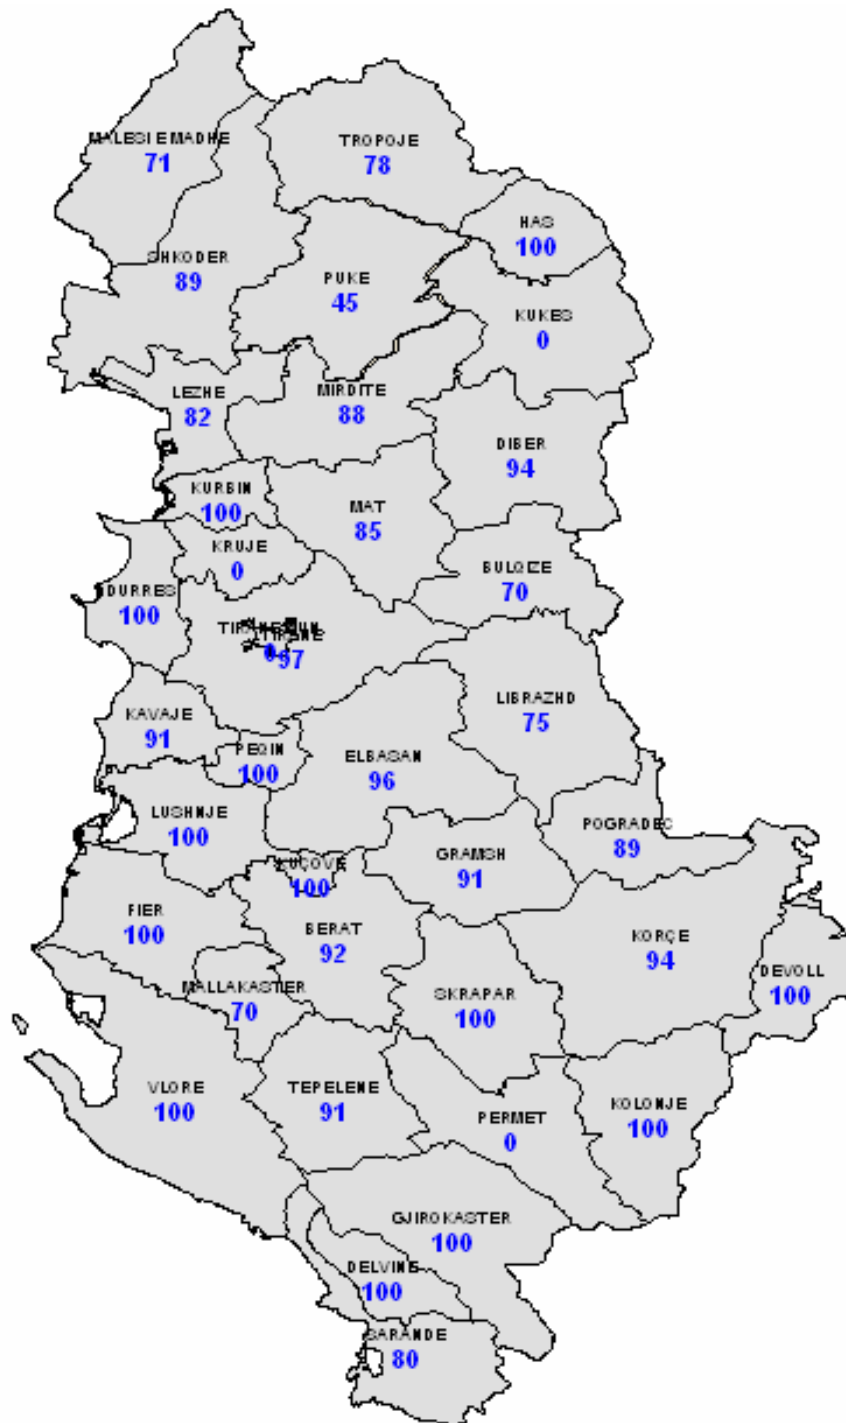 MALESI E MADHE
71
TROPOJE
78
HAS
100
SHKODER
89
PUKE
45
KUKES
0
LEZHE
82
MIRDITE
88
DIBER
94
KURBIN
100
MAT
85
KRUJE
0
BULQIZE
70
DURRES
100
TIRANE
97
LIBRAZHD
75
KAVAJE
91
PEQIN
100
ELBASAN
96
LUSHNJE
100
POGRADEC
89
KUÇOVE
100
GRAMSH
91
FIER
100
BERAT
92
KORÇE
94
DEVOLL
100
MALLAKASTER
70
SKRAPAR
100
VLORE
100
TEPELENE
91
PERMET
0
KOLONJE
100
GJIROKASTER
100
DELVINE
100
SARANDE
80